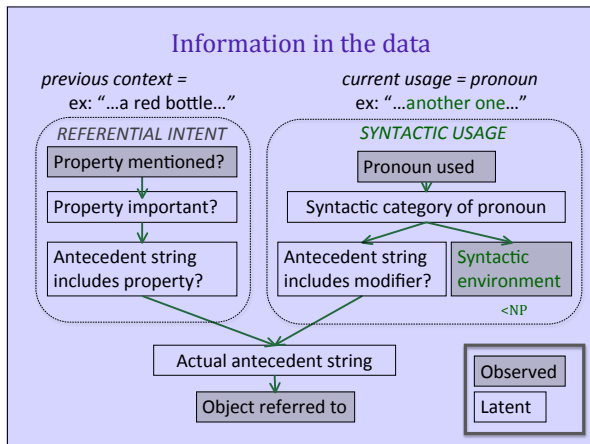 Information in the data
previous context =
ex: “…a red bottle…”
current usage = pronoun
ex: “…another one…”
REFERENTIAL INTENT
Property mentioned?
Property important?
Antecedent string
includes property?
SYNTACTIC USAGE
Pronoun used
Syntactic category of pronoun
Antecedent string
includes modifier?
Syntactic
environment
<NP
Actual antecedent string
Object referred to
Observed
Latent